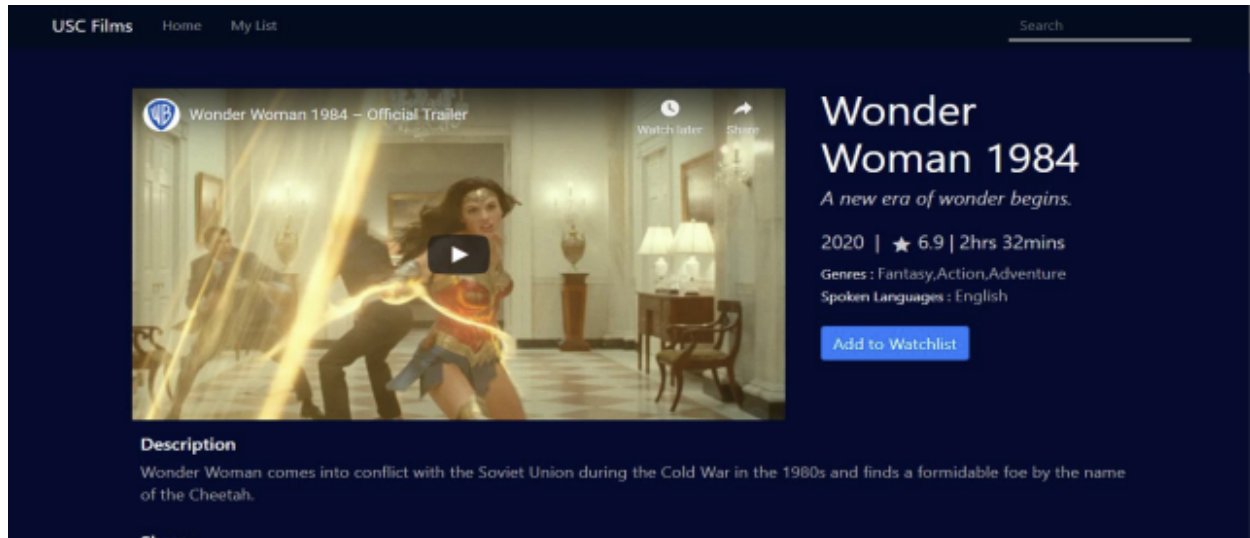 USC Films Home My List Search
Wonder Woman 1984 – Official Trailer
Watch later Share
Wonder
Woman 1984
A new era of wonder begins.
2020 | ★ 6.9 | 2hrs 32mins
Genres : Fantasy,Action,Adventure
Spoken Languages : English
Add to Watchlist
Description
Wonder Woman comes into conflict with the Soviet Union during the Cold War in the 1980s and finds a formidable foe by the name
of the Cheetah.